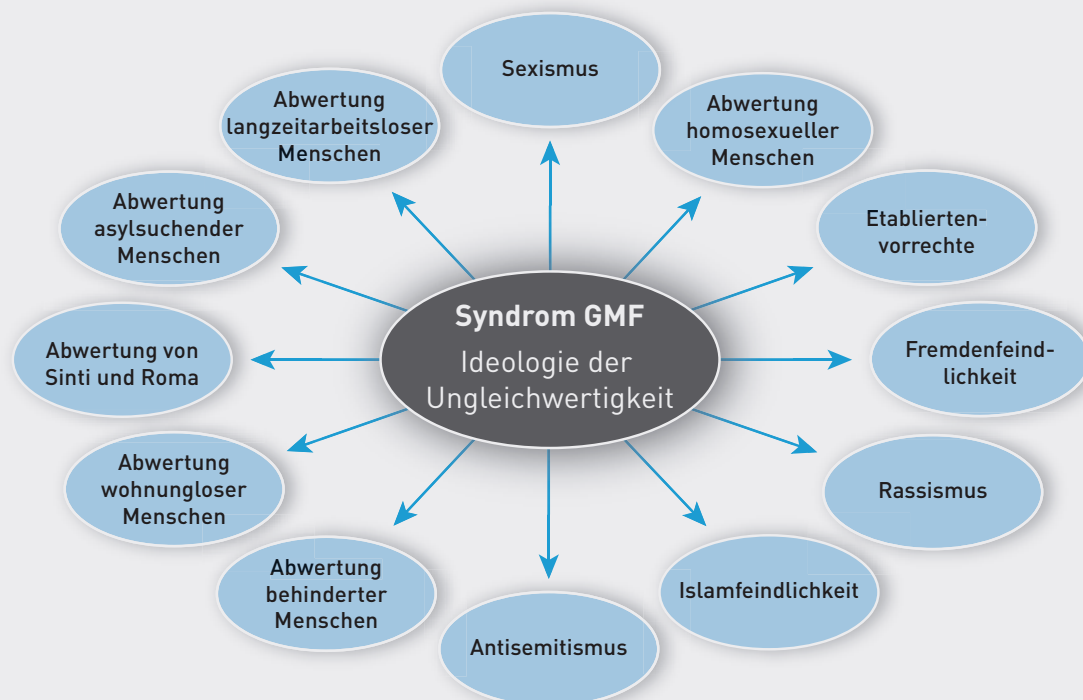 Sexismus
Abwertung
homosexueller
Menschen
Etablierten-
vorrechte
Fremdenfeind-
lichkeit
Rassismus
Islamfeindlichkeit
Antisemitismus
Abwertung
behinderter
Menschen
Abwertung
wohnungloser
Menschen
Abwertung von
Sinti und Roma
Abwertung
asylsuchender
Menschen
Abwertung
langzeitarbeitsloser
Menschen
Syndrom GMF
Ideologie der
Ungleichwertigkeit